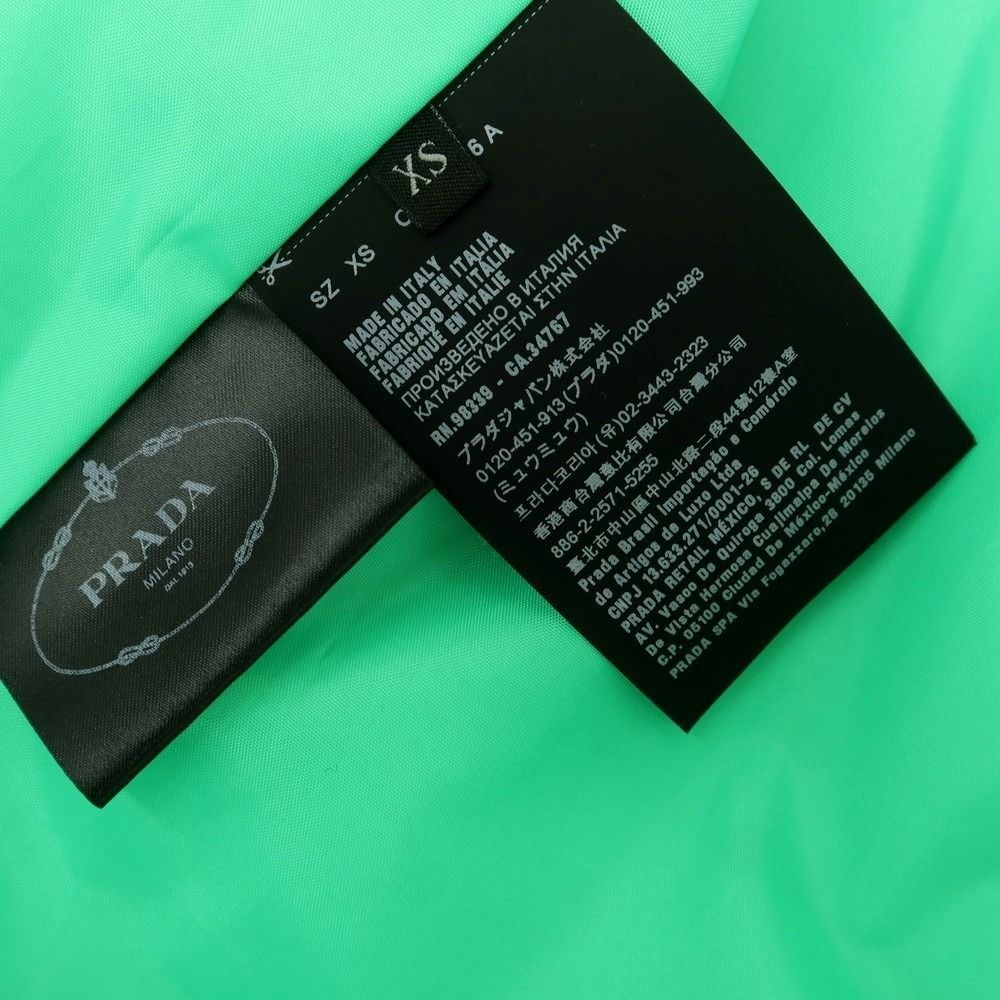 PRADA
MILANO
DAL 1913
XS
6 A
SZ XS C
MADE IN ITALY
FABRICADO EN ITALIA
FABRICADO EM ITÁLIA
FABRIQUE EN ITALIE
ПРОИЗВЕДЕНО В ИТАЛИЯ
ΚΑΤΑΣΚΕΥΑΖΕΤΑΙ ΣΤΗΝ ΙΤΑΛΙΑ
RN.98339 - CA.34767
プラダジャパン株式会社
0120-451-913(プラダ)0120-451-993
(ミュウミュウ)
프라다코리아(유)02-3443-2323
香港商台灣普拉比有限公司台灣分公司
886-2-2571-5255
臺北市中山區中山北路二段44號12樓A室
Prada Brasil Importação e Comérolo
de Artigos de Luxo Ltda
CNPJ 13.633.271/0001-26
PRADA RETAIL MÉXICO, S DE RL DE CV
AV. Vasco De Quiroga 3800 Col. Lomas
De Vista Hermosa Cuajimalpa De Morelos
C.P. 05100 Ciudad De México-México
PRADA SPA Via Fogazzaro-28 20135 Milano